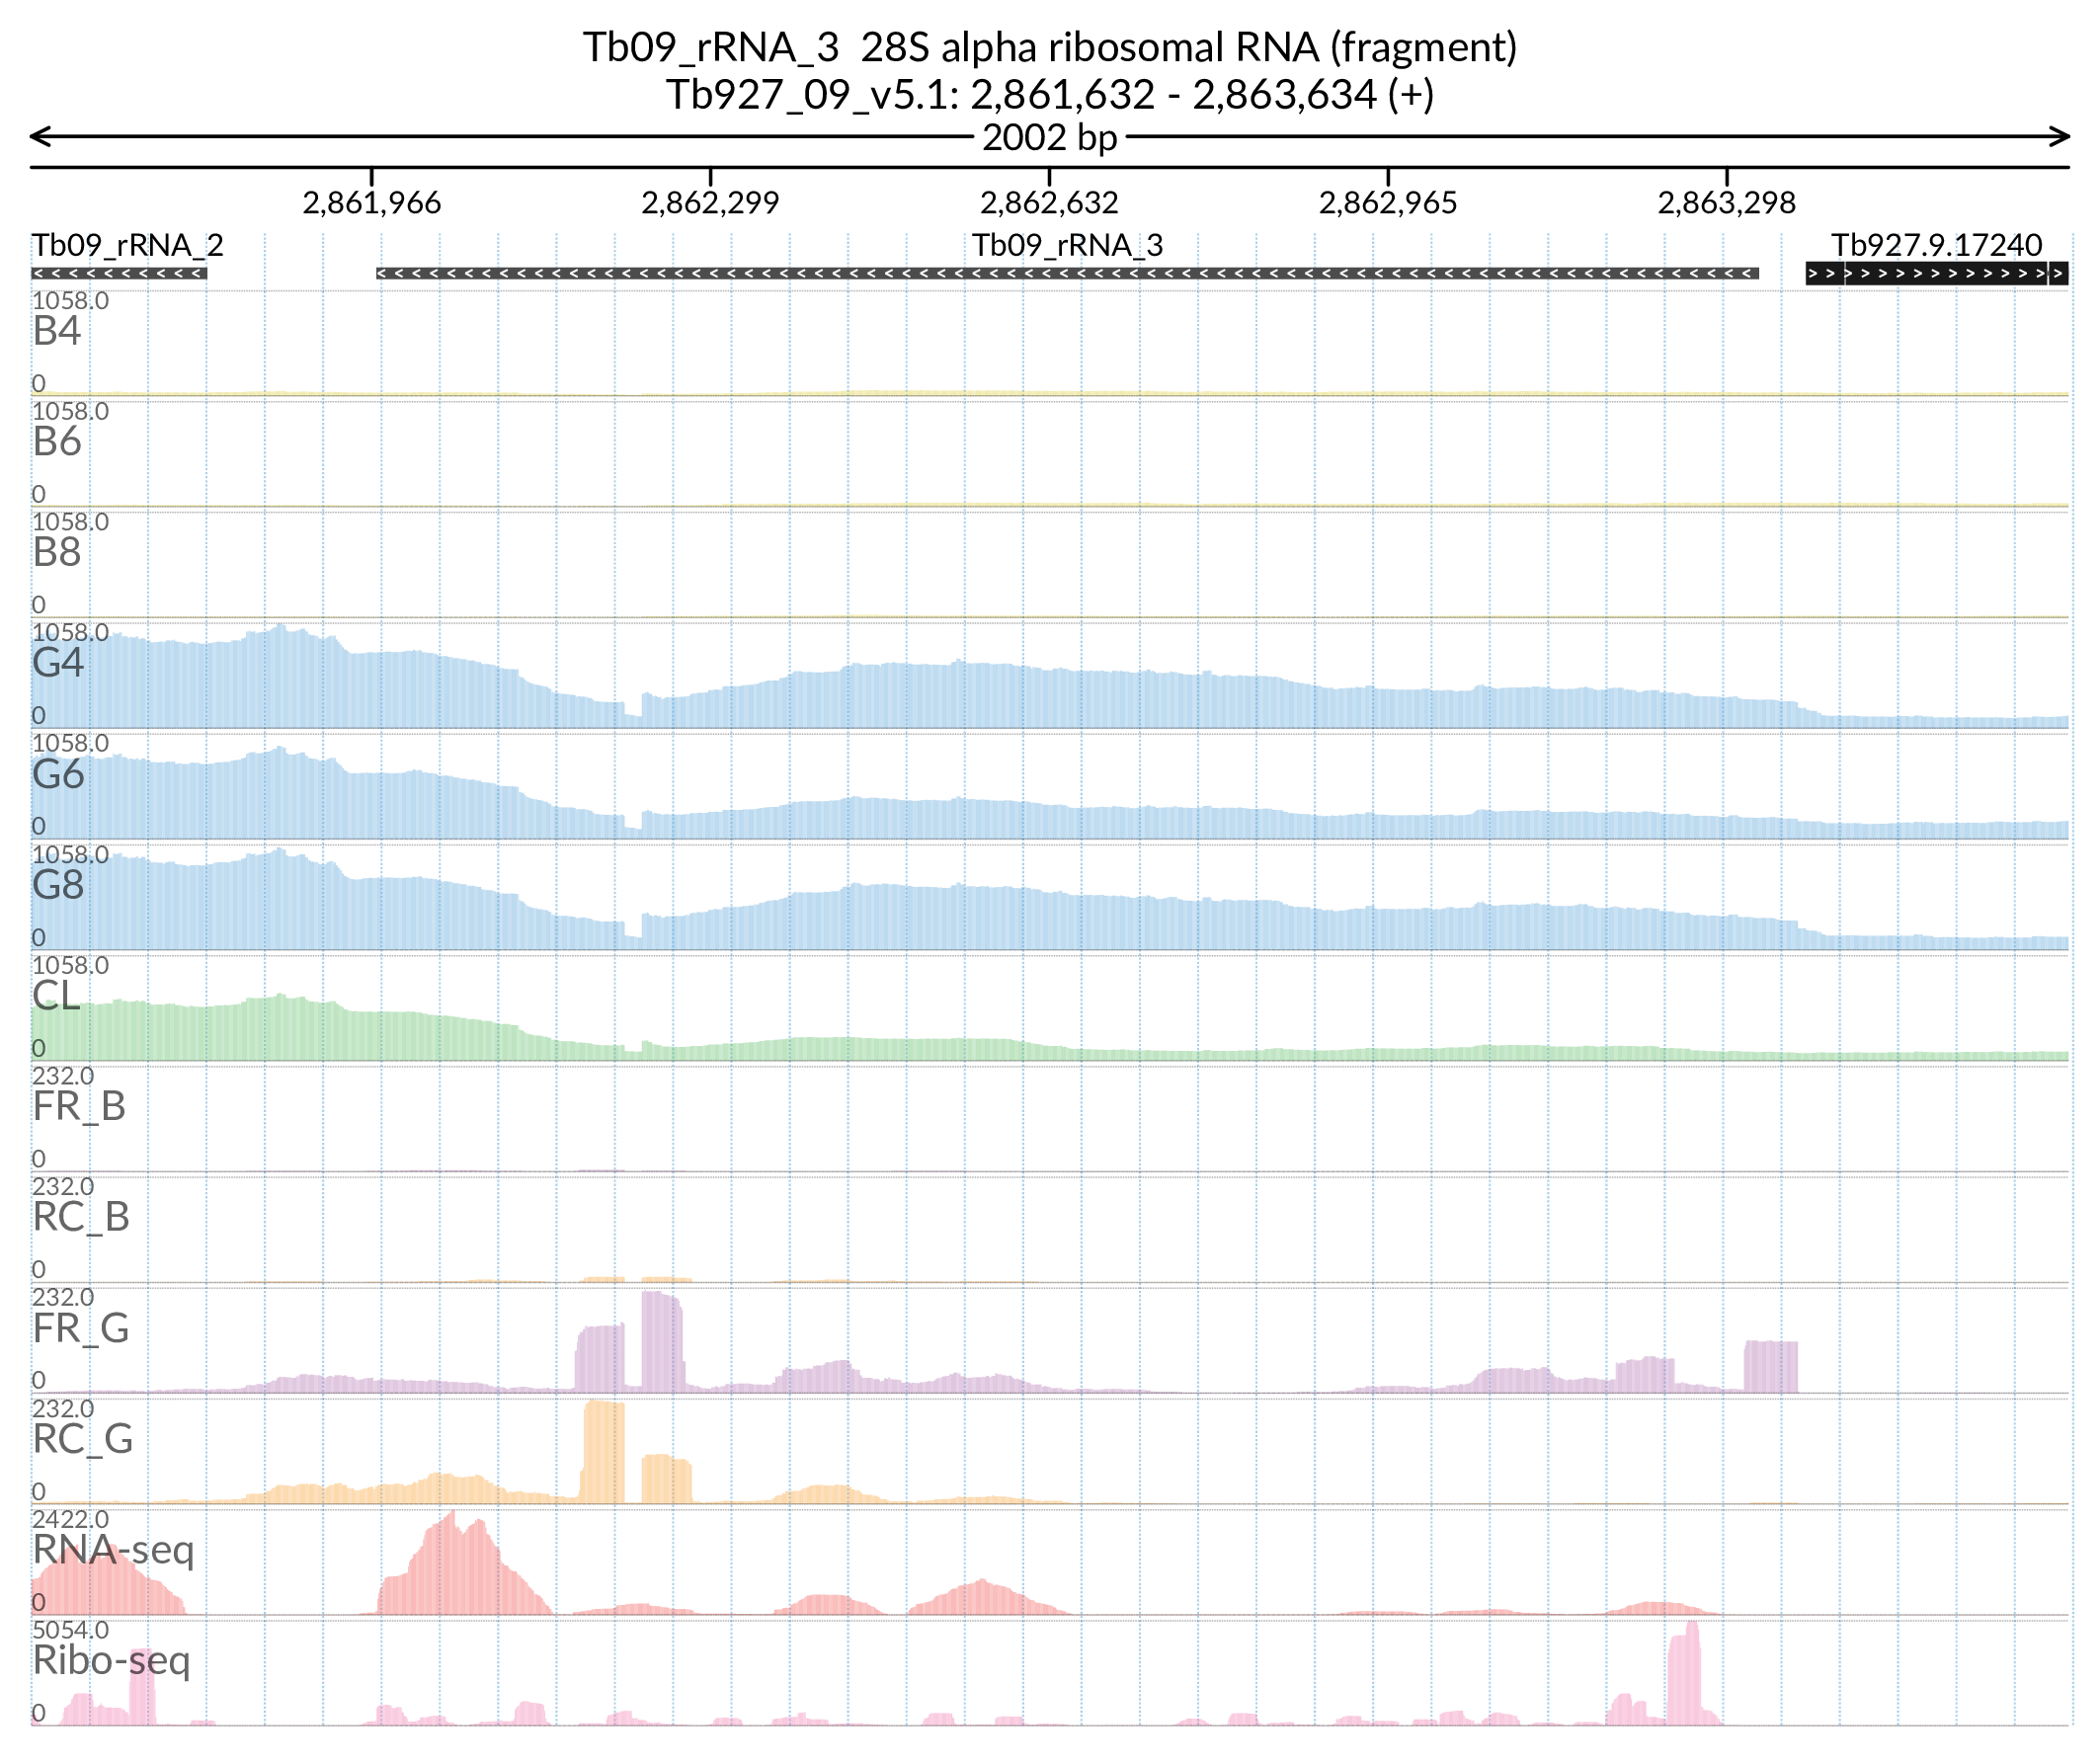 Tb09_rRNA_3 28S alpha ribosomal RNA (fragment)
Tb927_09_v5.1: 2,861,632 - 2,863,634 (+)
2002 bp
2,861,966 2,862,299 2,862,632 2,862,965 2,863,298
Tb09_rRNA_2 Tb09_rRNA_3 Tb927.9.17240
1058.0
B4
0
1058.0
B6
0
1058.0
B8
0
1058.0
G4
0
1058.0
G6
0
1058.0
G8
0
1058.0
CL
0
232.0
FR_B
0
232.0
RC_B
0
232.0
FR_G
0
232.0
RC_G
0
2422.0
RNA-seq
0
5054.0
Ribo-seq
0